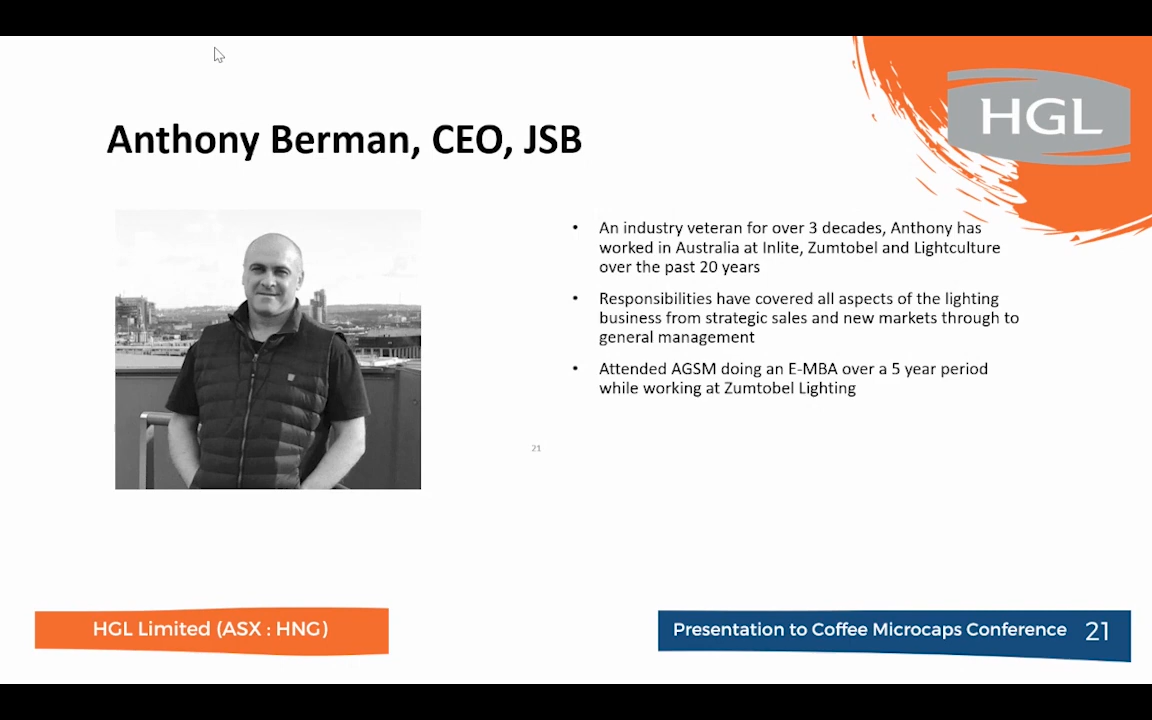 HGL
Anthony Berman, CEO, JSB
• An industry veteran for over 3 decades, Anthony has
worked in Australia at Inlite, Zumtobel and Lightculture
over the past 20 years
• Responsibilities have covered all aspects of the lighting
business from strategic sales and new markets through to
general management
• Attended AGSM doing an E-MBA over a 5 year period
while working at Zumtobel Lighting
21
HGL Limited (ASX : HNG)
Presentation to Coffee Microcaps Conference 21